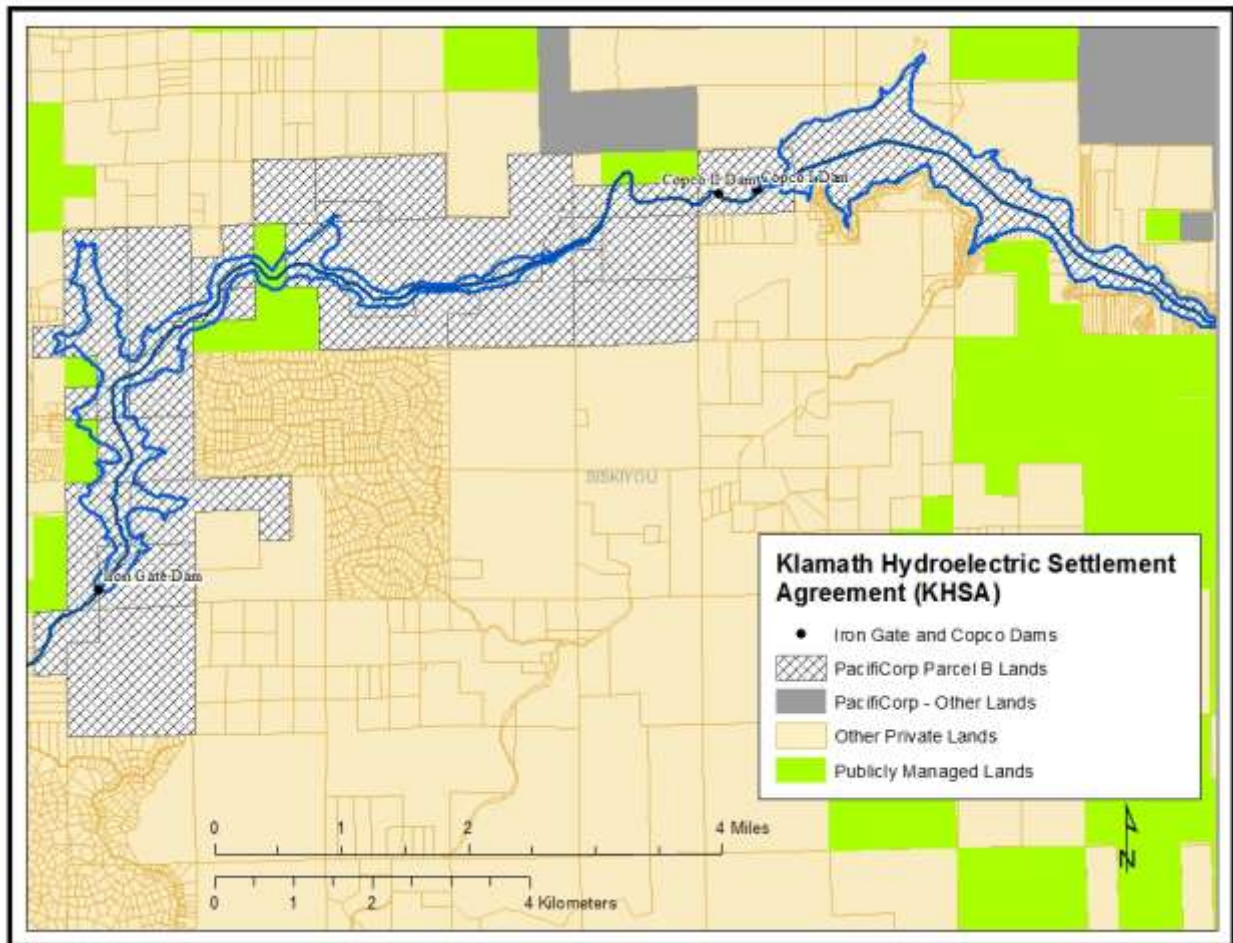 Copco II Dam
Copco I Dam
SISKIYOU
Iron Gate Dam
Klamath Hydroelectric Settlement
Agreement (KHSA)
Iron Gate and Copco Dams
PacifiCorp Parcel B Lands
PacifiCorp - Other Lands
Other Private Lands
Publicly Managed Lands
0 1 2 4 Miles
0 1 2 4 Kilometers
N